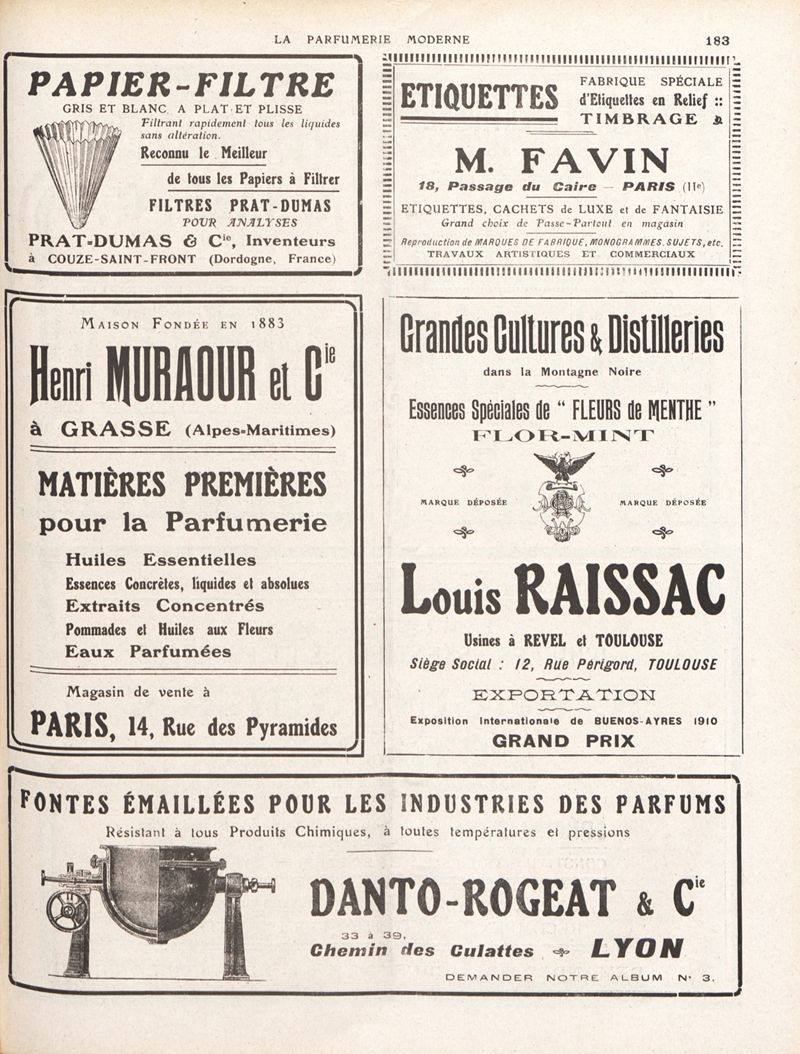 LA PARFUMERIE MODERNE 183
PAPIER-FILTRE
GRIS ET BLANC, A PLAT ET PLISSE
Filtrant rapidement tous les liquides
sans altération.
Reconnu le Meilleur
de tous les Papiers à Filtrer
FILTRES PRAT-DUMAS
POUR ANALYSES
PRAT-DUMAS & Cie, Inventeurs
à COUZE-SAINT-FRONT (Dordogne, France)
ETIQUETTES
FABRIQUE SPÉCIALE
d'Etiquettes en Relief ::
TIMBRAGE
M. FAVIN
18, Passage du Caire — PARIS (IIe)
ETIQUETTES, CACHETS de LUXE et de FANTAISIE
Grand choix de Passe-Partout en magasin
Reproduction de MARQUES DE FABRIQUE, MONOGRAMMES, SUJETS, etc.
TRAVAUX ARTISTIQUES ET COMMERCIAUX
MAISON FONDÉE EN 1883
Henri MURAOUR et Cie
à GRASSE (Alpes-Maritimes)
MATIÈRES PREMIÈRES
pour la Parfumerie
Huiles Essentielles
Essences Concrètes, liquides et absolues
Extraits Concentrés
Pommades et Huiles aux Fleurs
Eaux Parfumées
Magasin de vente à
PARIS, 14, Rue des Pyramides
Grandes Cultures & Distilleries
dans la Montagne Noire
Essences Spéciales de "FLEURS de MENTHE"
FLOR-MINT
MARQUE DÉPOSÉE MARQUE DÉPOSÉE
Louis RAISSAC
Usines à REVEL et TOULOUSE
Siège Social : 12, Rue Périgord, TOULOUSE
EXPORTATION
Exposition Internationale de BUENOS-AYRES 1910
GRAND PRIX
FONTES ÉMAILLÉES POUR LES INDUSTRIES DES PARFUMS
Résistant à tous Produits Chimiques, à toutes températures et pressions
DANTO-ROGEAT & Cie
33 à 39,
Chemin des Culattes LYON
DEMANDER NOTRE ALBUM N° 3.